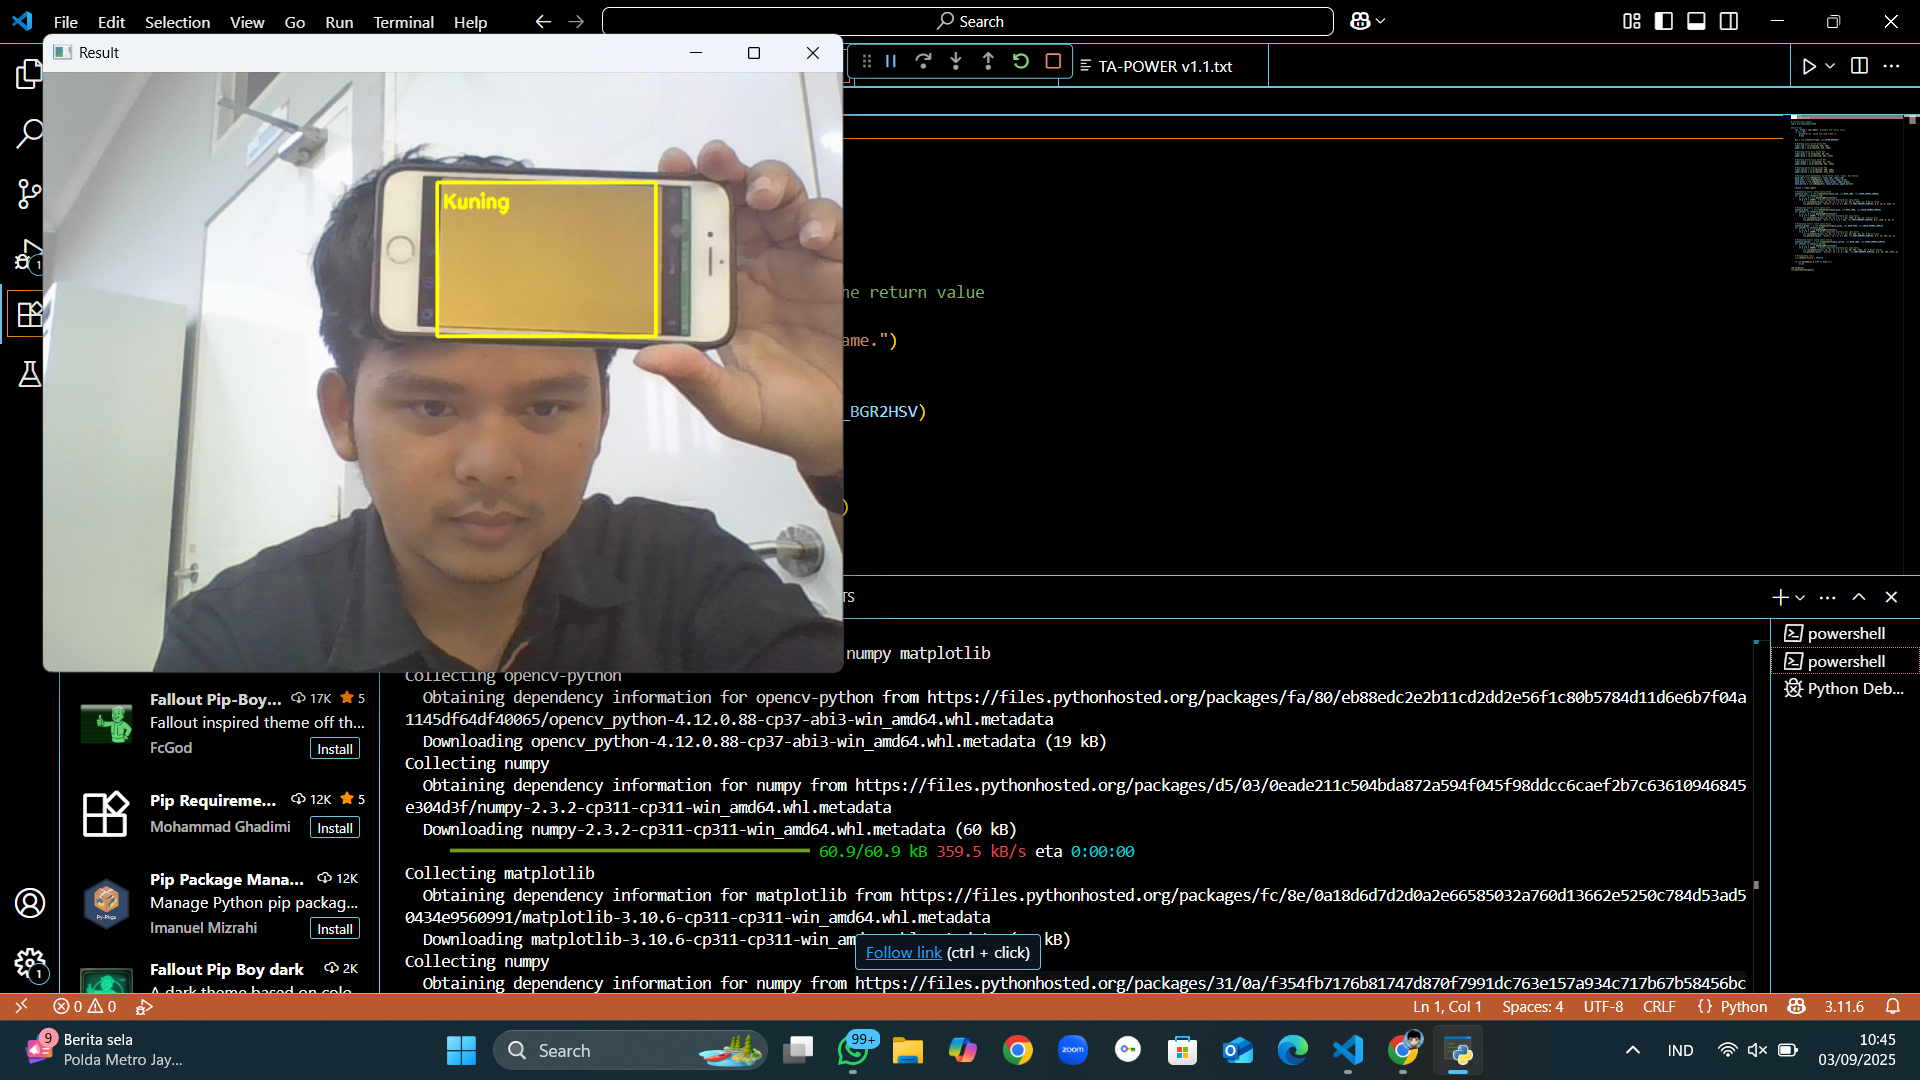 File Edit Selection View Go Run Terminal Help
Search
Result
TA-POWER v1.1.txt
Kuning
he return value
ame.")
_BGR2HSV)
)
TS
numpy matplotlib
Collecting opencv-python
Obtaining dependency information for opencv-python from https://files.pythonhosted.org/packages/fa/80/eb88edc2e2b11cd2dd2e56f1c80b5784d11d6e6b7f04a
1145df64df40065/opencv_python-4.12.0.88-cp37-abi3-win_amd64.whl.metadata
Downloading opencv_python-4.12.0.88-cp37-abi3-win_amd64.whl.metadata (19 kB)
Collecting numpy
Obtaining dependency information for numpy from https://files.pythonhosted.org/packages/d5/03/0eade211c504bda872a594f045f98ddcc6caef2b7c63610946845
e304d3f/numpy-2.3.2-cp311-cp311-win_amd64.whl.metadata
Downloading numpy-2.3.2-cp311-cp311-win_amd64.whl.metadata (60 kB)
60.9/60.9 kB 359.5 kB/s eta 0:00:00
Collecting matplotlib
Obtaining dependency information for matplotlib from https://files.pythonhosted.org/packages/fc/8e/0a18d6d7d2d0a2e66585032a760d13662e5250c784d53ad5
0434e9560991/matplotlib-3.10.6-cp311-cp311-win_amd64.whl.metadata
Downloading matplotlib-3.10.6-cp311-cp311-win_am kB)
Follow link (ctrl + click)
Collecting numpy
Obtaining dependency information for numpy from https://files.pythonhosted.org/packages/31/0a/f354fb7176b81747d870f7991dc763e157a934c717b67b58456bc
powershell
powershell
Python Deb...
Fallout Pip-Boy... 17K 5
Fallout inspired theme off th...
FcGod
Install
Pip Requireme... 12K 5
Mohammad Ghadimi
Install
Pip Package Mana... 12K
Manage Python pip packag...
Imanuel Mizrahi
Install
Py-Pkgs
Fallout Pip Boy dark 2K
A dark theme based on colo...
1
1
0 0
Ln 1, Col 1 Spaces: 4 UTF-8 CRLF {} Python 3.11.6
9
Berita sela
Polda Metro Jay...
Search
99+
zoom
IND
10:45
03/09/2025